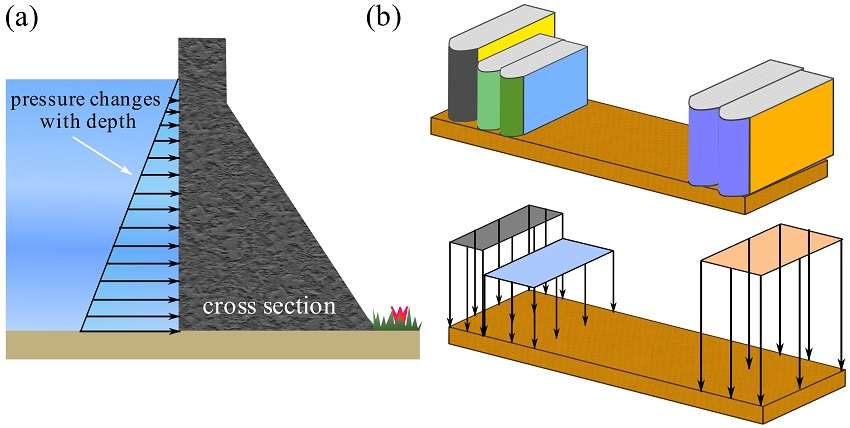 (a)
pressure changes
with depth
cross section
(b)